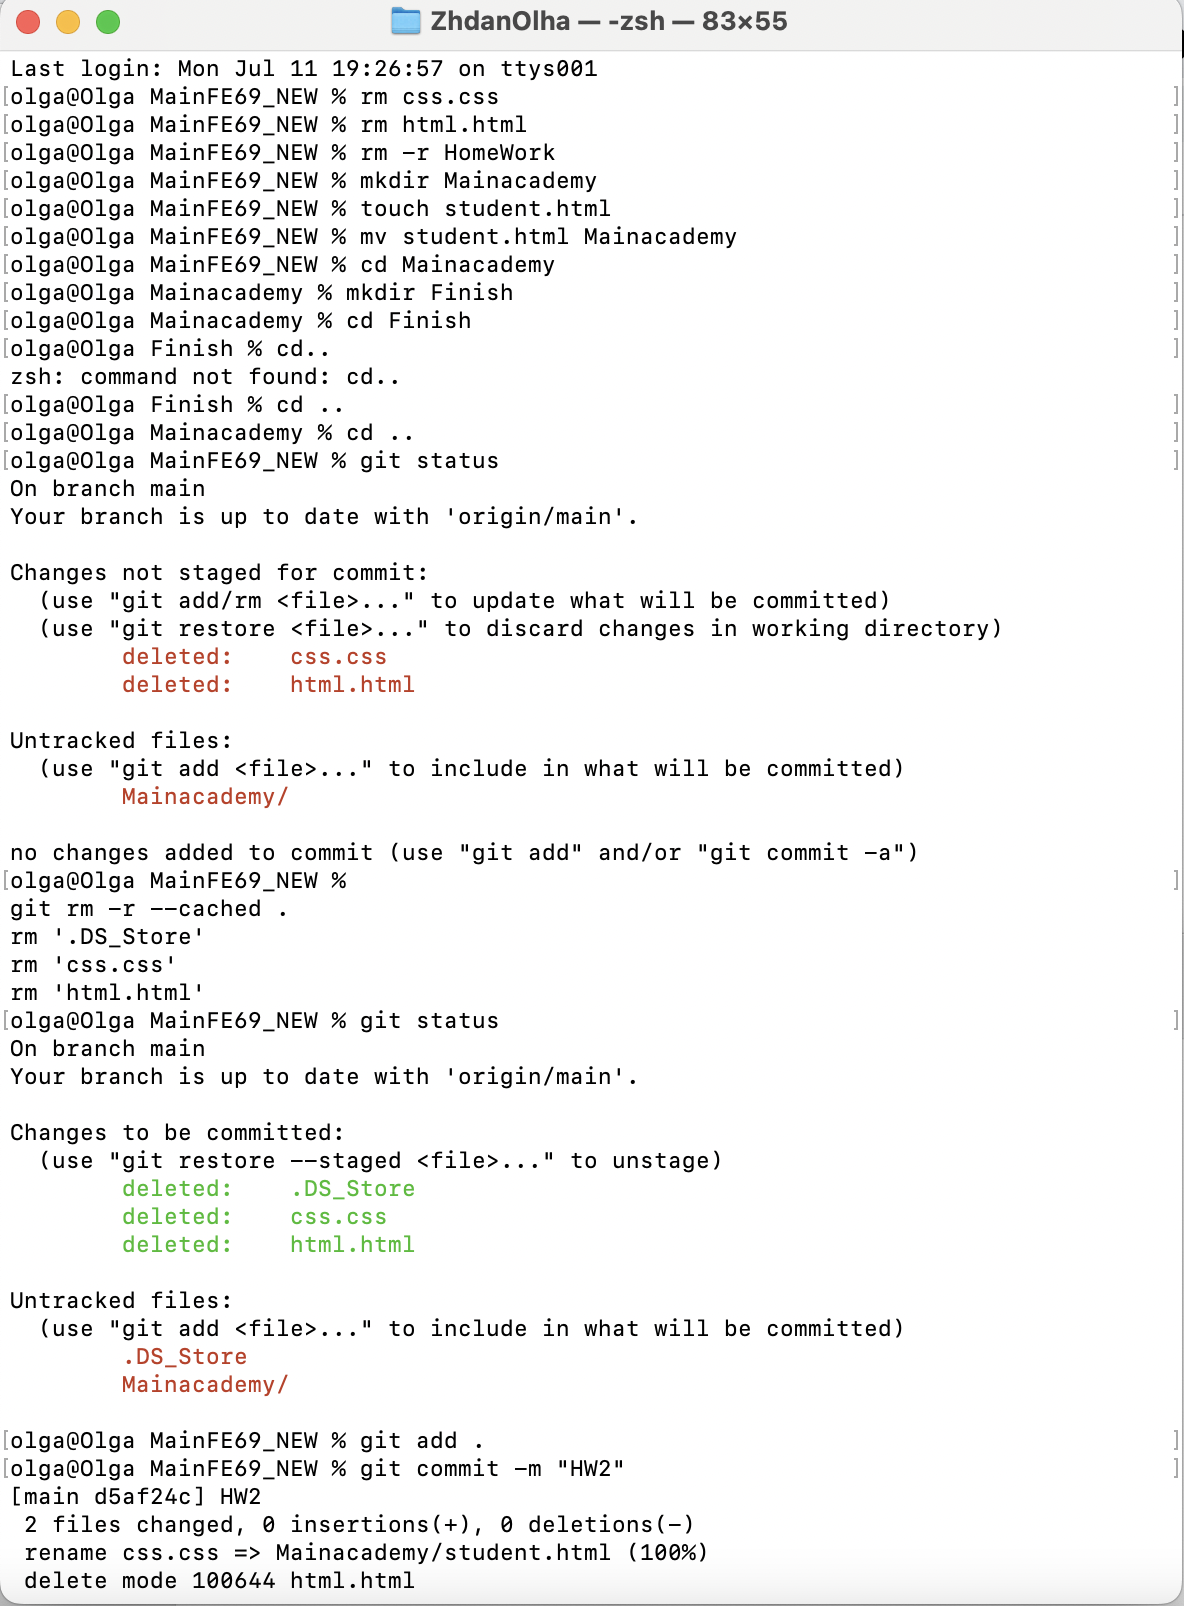 ZhdanOlha — -zsh — 83×55
Last login: Mon Jul 11 19:26:57 on ttys001
[olga@Olga MainFE69_NEW % rm css.css ]
[olga@Olga MainFE69_NEW % rm html.html ]
[olga@Olga MainFE69_NEW % rm -r HomeWork ]
[olga@Olga MainFE69_NEW % mkdir Mainacademy ]
[olga@Olga MainFE69_NEW % touch student.html ]
[olga@Olga MainFE69_NEW % mv student.html Mainacademy ]
[olga@Olga MainFE69_NEW % cd Mainacademy ]
[olga@Olga Mainacademy % mkdir Finish ]
[olga@Olga Mainacademy % cd Finish ]
[olga@Olga Finish % cd.. ]
zsh: command not found: cd..
[olga@Olga Finish % cd .. ]
[olga@Olga Mainacademy % cd .. ]
[olga@Olga MainFE69_NEW % git status ]
On branch main
Your branch is up to date with 'origin/main'.

Changes not staged for commit:
  (use "git add/rm <file>..." to update what will be committed)
  (use "git restore <file>..." to discard changes in working directory)
        deleted:    css.css
        deleted:    html.html

Untracked files:
  (use "git add <file>..." to include in what will be committed)
        Mainacademy/

no changes added to commit (use "git add" and/or "git commit -a")
[olga@Olga MainFE69_NEW % ]
git rm -r --cached .
rm '.DS_Store'
rm 'css.css'
rm 'html.html'
[olga@Olga MainFE69_NEW % git status ]
On branch main
Your branch is up to date with 'origin/main'.

Changes to be committed:
  (use "git restore --staged <file>..." to unstage)
        deleted:    .DS_Store
        deleted:    css.css
        deleted:    html.html

Untracked files:
  (use "git add <file>..." to include in what will be committed)
        .DS_Store
        Mainacademy/

[olga@Olga MainFE69_NEW % git add . ]
[olga@Olga MainFE69_NEW % git commit -m "HW2" ]
[main d5af24c] HW2
 2 files changed, 0 insertions(+), 0 deletions(-)
 rename css.css => Mainacademy/student.html (100%)
 delete mode 100644 html.html